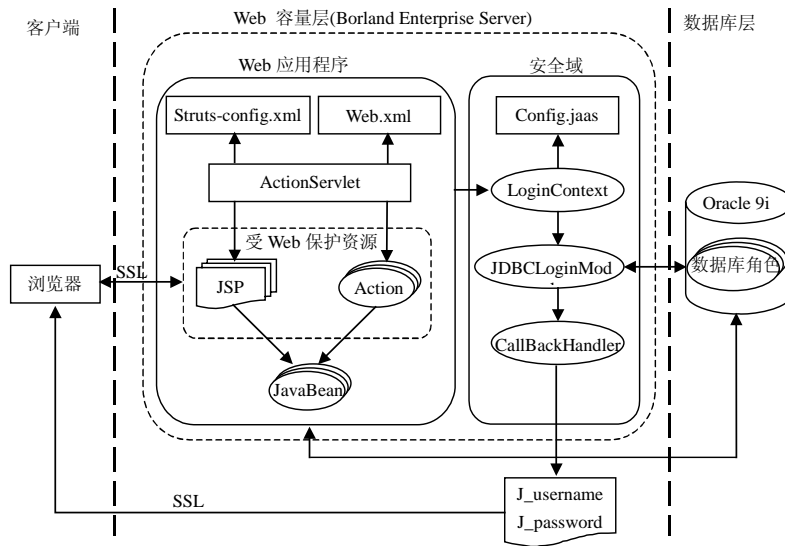 客户端
Web 容量层(Borland Enterprise Server)
数据库层
Web 应用程序
安全域
Struts-config.xml
Web.xml
Config.jaas
ActionServlet
LoginContext
Oracle 9i
受 Web 保护资源
浏览器
SSL
JSP
Action
JDBCLoginMod
数据库角色
CallBackHandler
JavaBean
SSL
J_username
J_password